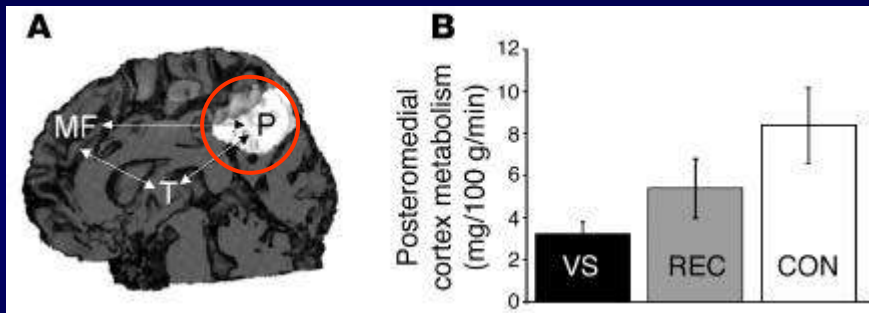 A
MF
P
T
B
Posteromedial
cortex metabolism
(mg/100 g/min)
12
10
8
6
4
2
0
VS
REC
CON